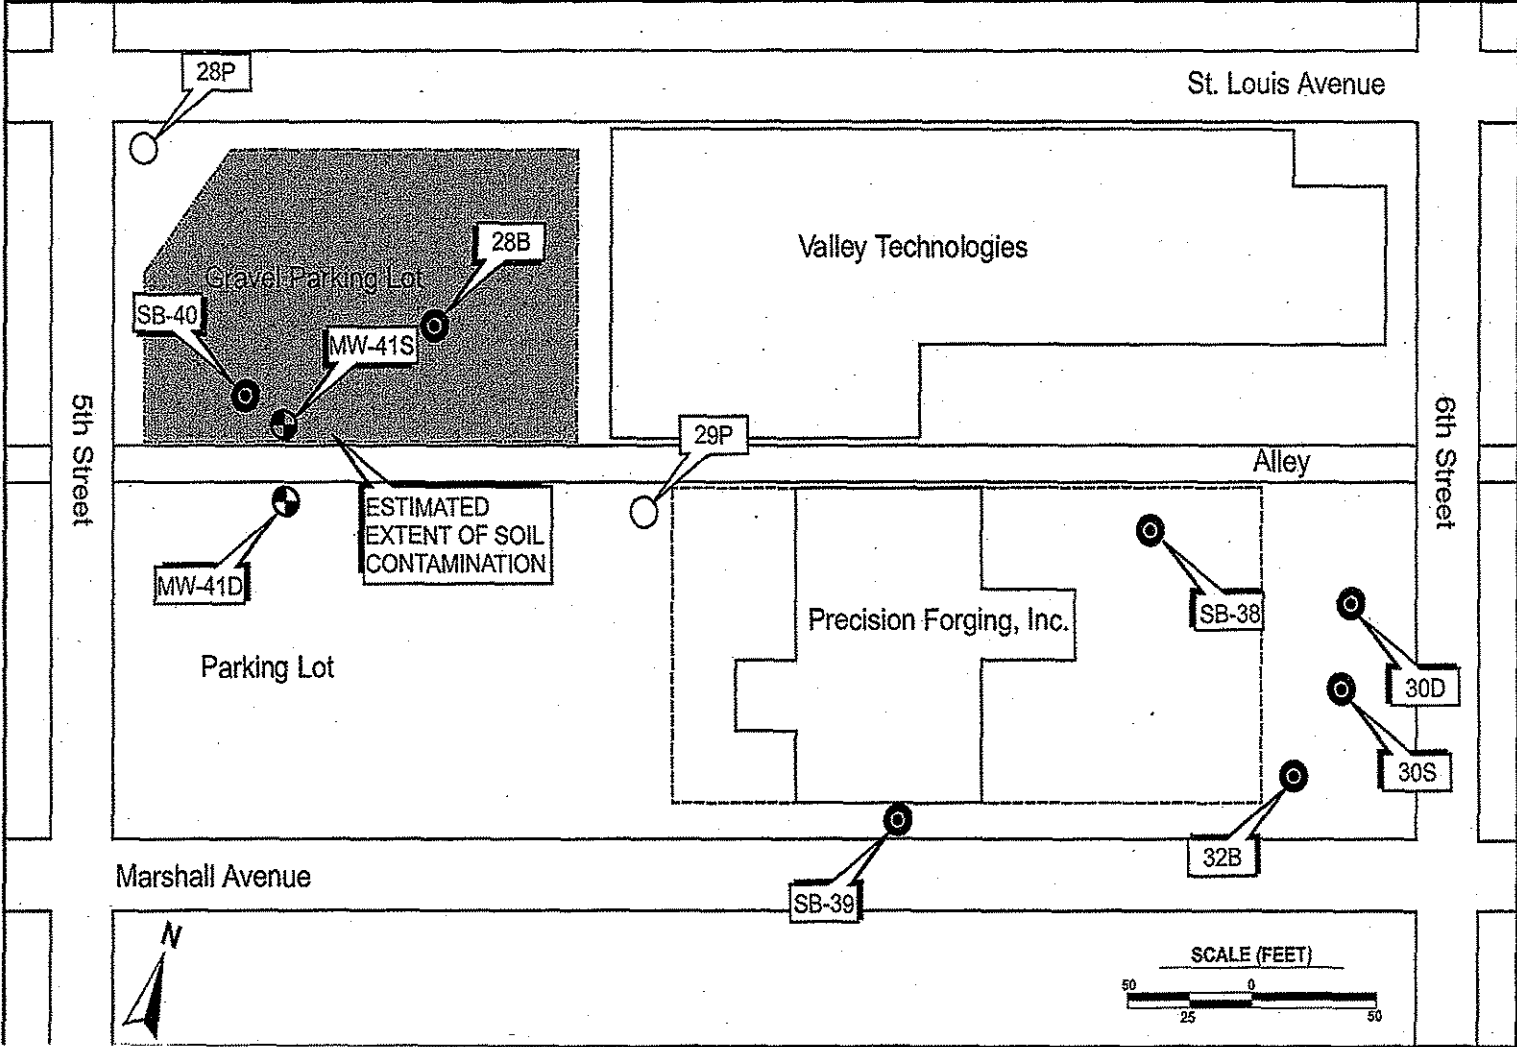 28P
St. Louis Avenue
28B
Valley Technologies
Gravel Parking Lot
SB-40
MW-41S
5th Street
29P
6th Street
Alley
ESTIMATED
EXTENT OF SOIL
CONTAMINATION
MW-41D
SB-38
Precision Forging, Inc.
Parking Lot
30D
30S
32B
Marshall Avenue
SB-39
N
SCALE (FEET)
50 0
25 50